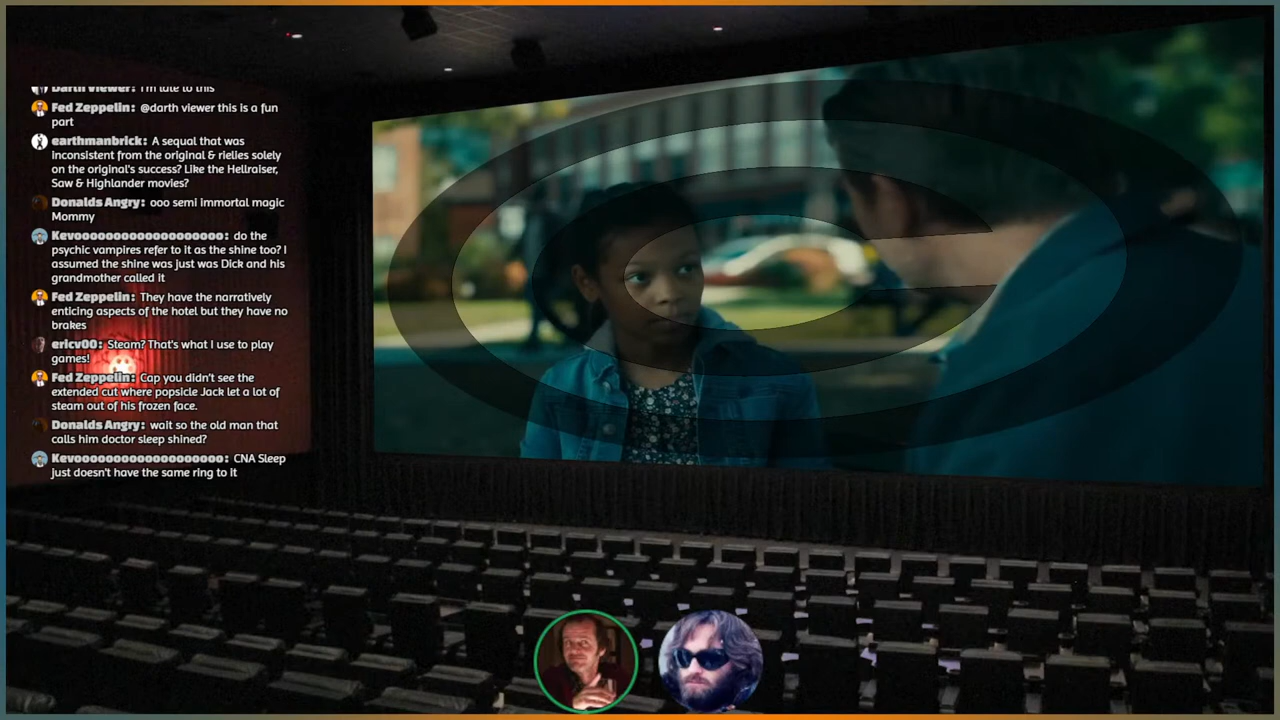 Darth Viewer: I'm late to this
Fed Zeppelin: @darth viewer this is a fun
part
earthmanbrick: A sequal that was
inconsistent from the original & rielies solely
on the original's success? Like the Hellraiser,
Saw & Highlander movies?
Donalds Angry: ooo semi immortal magic
Mommy
Kevoooooooooooooooooooo: do the
psychic vampires refer to it as the shine too? I
assumed the shine was just was Dick and his
grandmother called it
Fed Zeppelin: They have the narratively
enticing aspects of the hotel but they have no
brakes
ericv00: Steam? That's what I use to play
games!
Fed Zeppelin: Cap you didn't see the
extended cut where popsicle Jack let a lot of
steam out of his frozen face.
Donalds Angry: wait so the old man that
calls him doctor sleep shined?
Kevoooooooooooooooooooo: CNA Sleep
just doesn't have the same ring to it